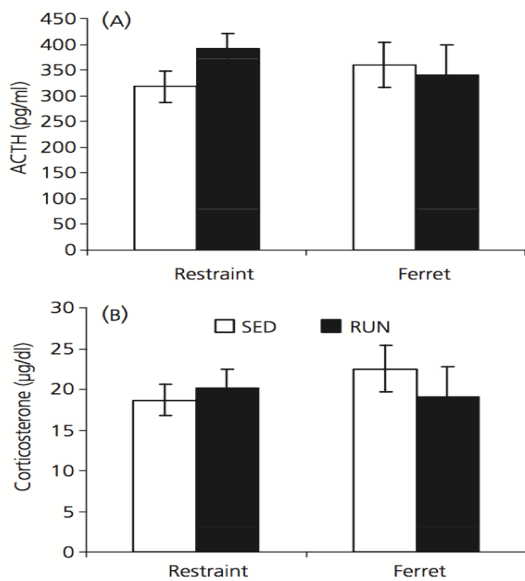 (A)
ACTH (pg/ml)
450
400
350
300
250
200
150
100
50
0
Restraint Ferret
(B)
SED RUN
Corticosterone (µg/dl)
30
25
20
15
10
5
0
Restraint Ferret